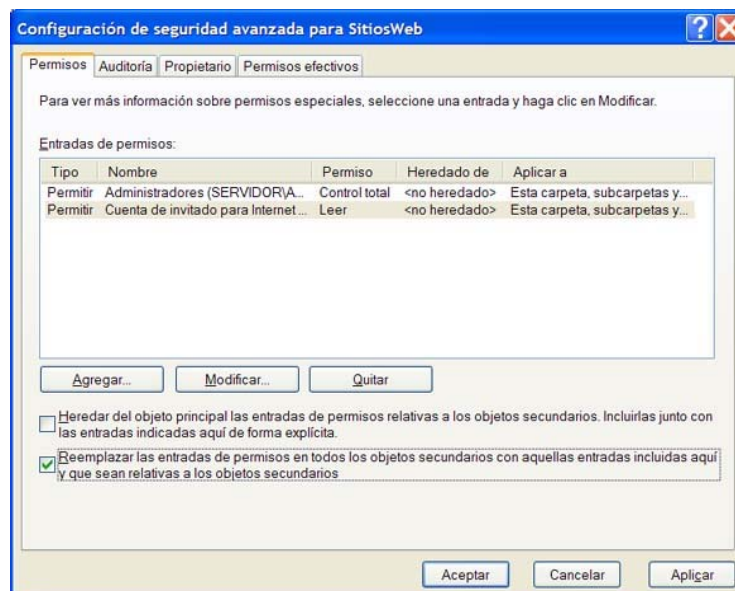 Configuración de seguridad avanzada para SitiosWeb
Permisos Auditoría Propietario Permisos efectivos
Para ver más información sobre permisos especiales, seleccione una entrada y haga clic en Modificar.
Entradas de permisos:
Tipo Nombre Permiso Heredado de Aplicar a
Permitir Administradores (SERVIDOR\A... Control total <no heredado> Esta carpeta, subcarpetas y...
Permitir Cuenta de invitado para Internet ... Leer <no heredado> Esta carpeta, subcarpetas y...
Agregar... Modificar... Quitar
Heredar del objeto principal las entradas de permisos relativas a los objetos secundarios. Incluirlas junto con
las entradas indicadas aquí de forma explícita.
Reemplazar las entradas de permisos en todos los objetos secundarios con aquellas entradas incluidas aquí
y que sean relativas a los objetos secundarios
Aceptar Cancelar Aplicar